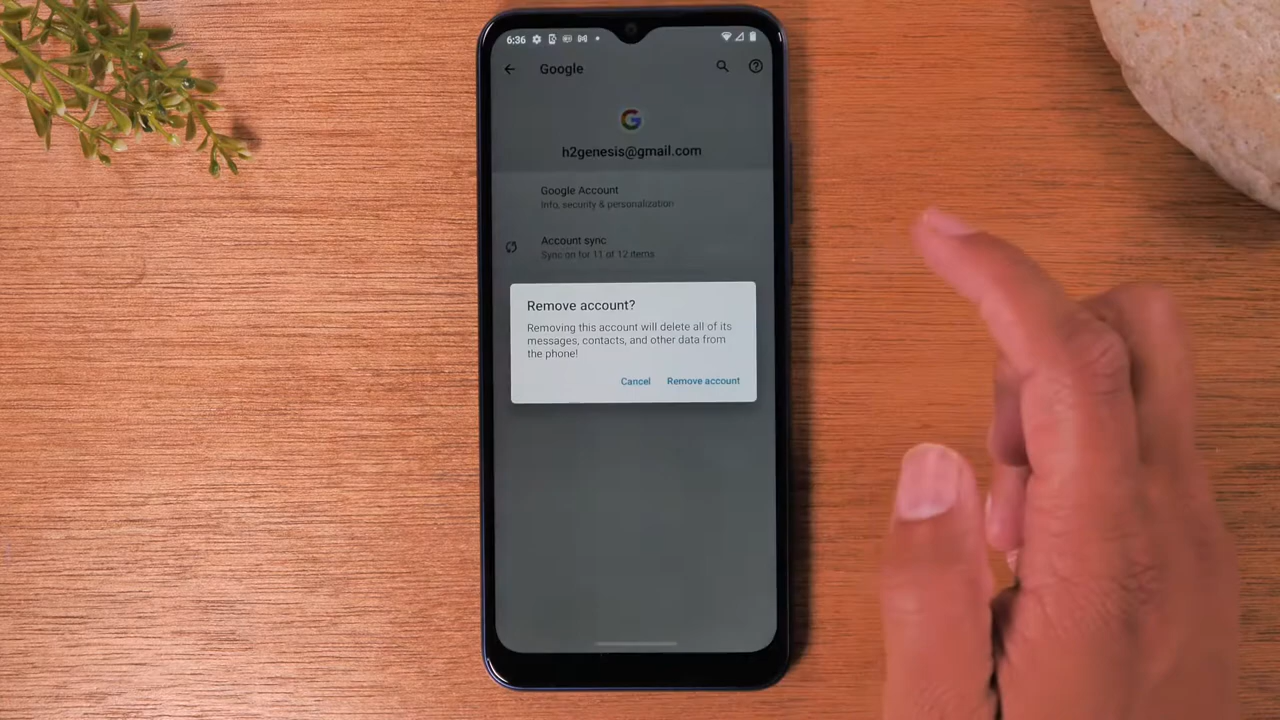 6:36
Google
G
h2genesis@gmail.com
Google Account
Info, security & personalization
Account sync
Sync on for 11 of 12 items
Remove account?
Removing this account will delete all of its
messages, contacts, and other data from
the phone!
Cancel Remove account